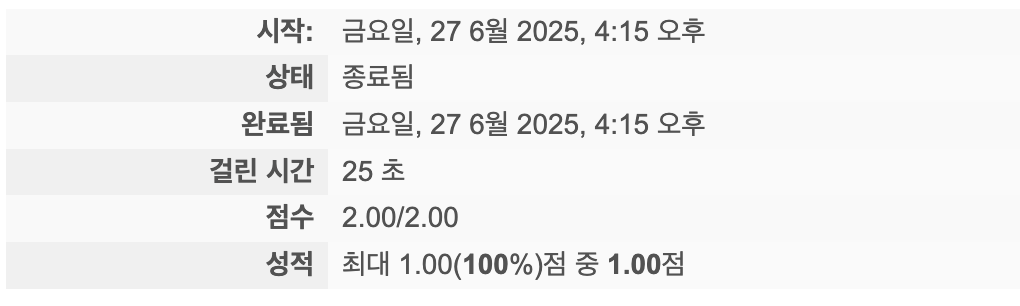 시작: 금요일, 27 6월 2025, 4:15 오후
상태 종료됨
완료됨 금요일, 27 6월 2025, 4:15 오후
걸린 시간 25 초
점수 2.00/2.00
성적 최대 1.00(100%)점 중 1.00점